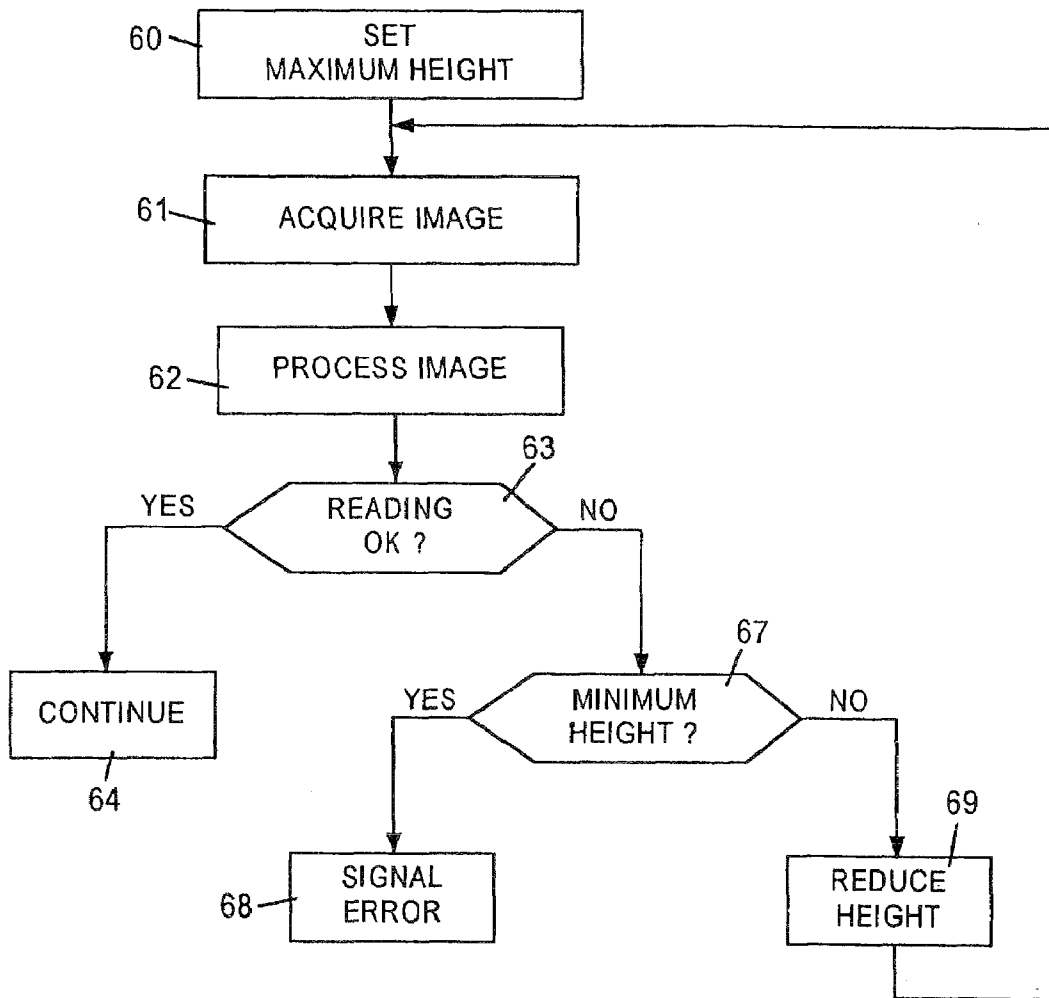 60
SET
MAXIMUM HEIGHT
61
ACQUIRE IMAGE
62
PROCESS IMAGE
63
YES
READING
OK ?
NO
67
CONTINUE
64
YES
MINIMUM
HEIGHT ?
NO
68
SIGNAL
ERROR
69
REDUCE
HEIGHT